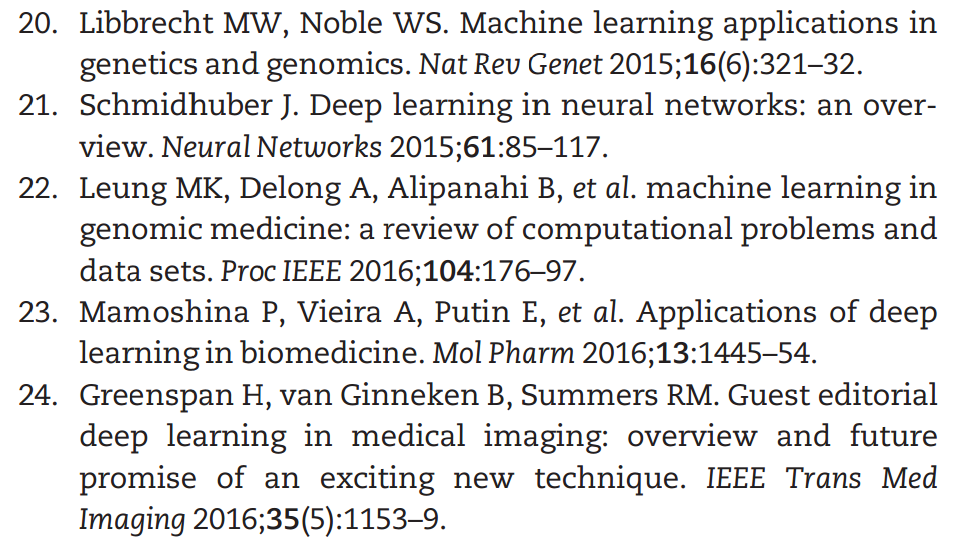 20. Libbrecht MW, Noble WS. Machine learning applications in
genetics and genomics. Nat Rev Genet 2015;16(6):321–32.
21. Schmidhuber J. Deep learning in neural networks: an over-
view. Neural Networks 2015;61:85–117.
22. Leung MK, Delong A, Alipanahi B, et al. machine learning in
genomic medicine: a review of computational problems and
data sets. Proc IEEE 2016;104:176–97.
23. Mamoshina P, Vieira A, Putin E, et al. Applications of deep
learning in biomedicine. Mol Pharm 2016;13:1445–54.
24. Greenspan H, van Ginneken B, Summers RM. Guest editorial
deep learning in medical imaging: overview and future
promise of an exciting new technique. IEEE Trans Med
Imaging 2016;35(5):1153–9.